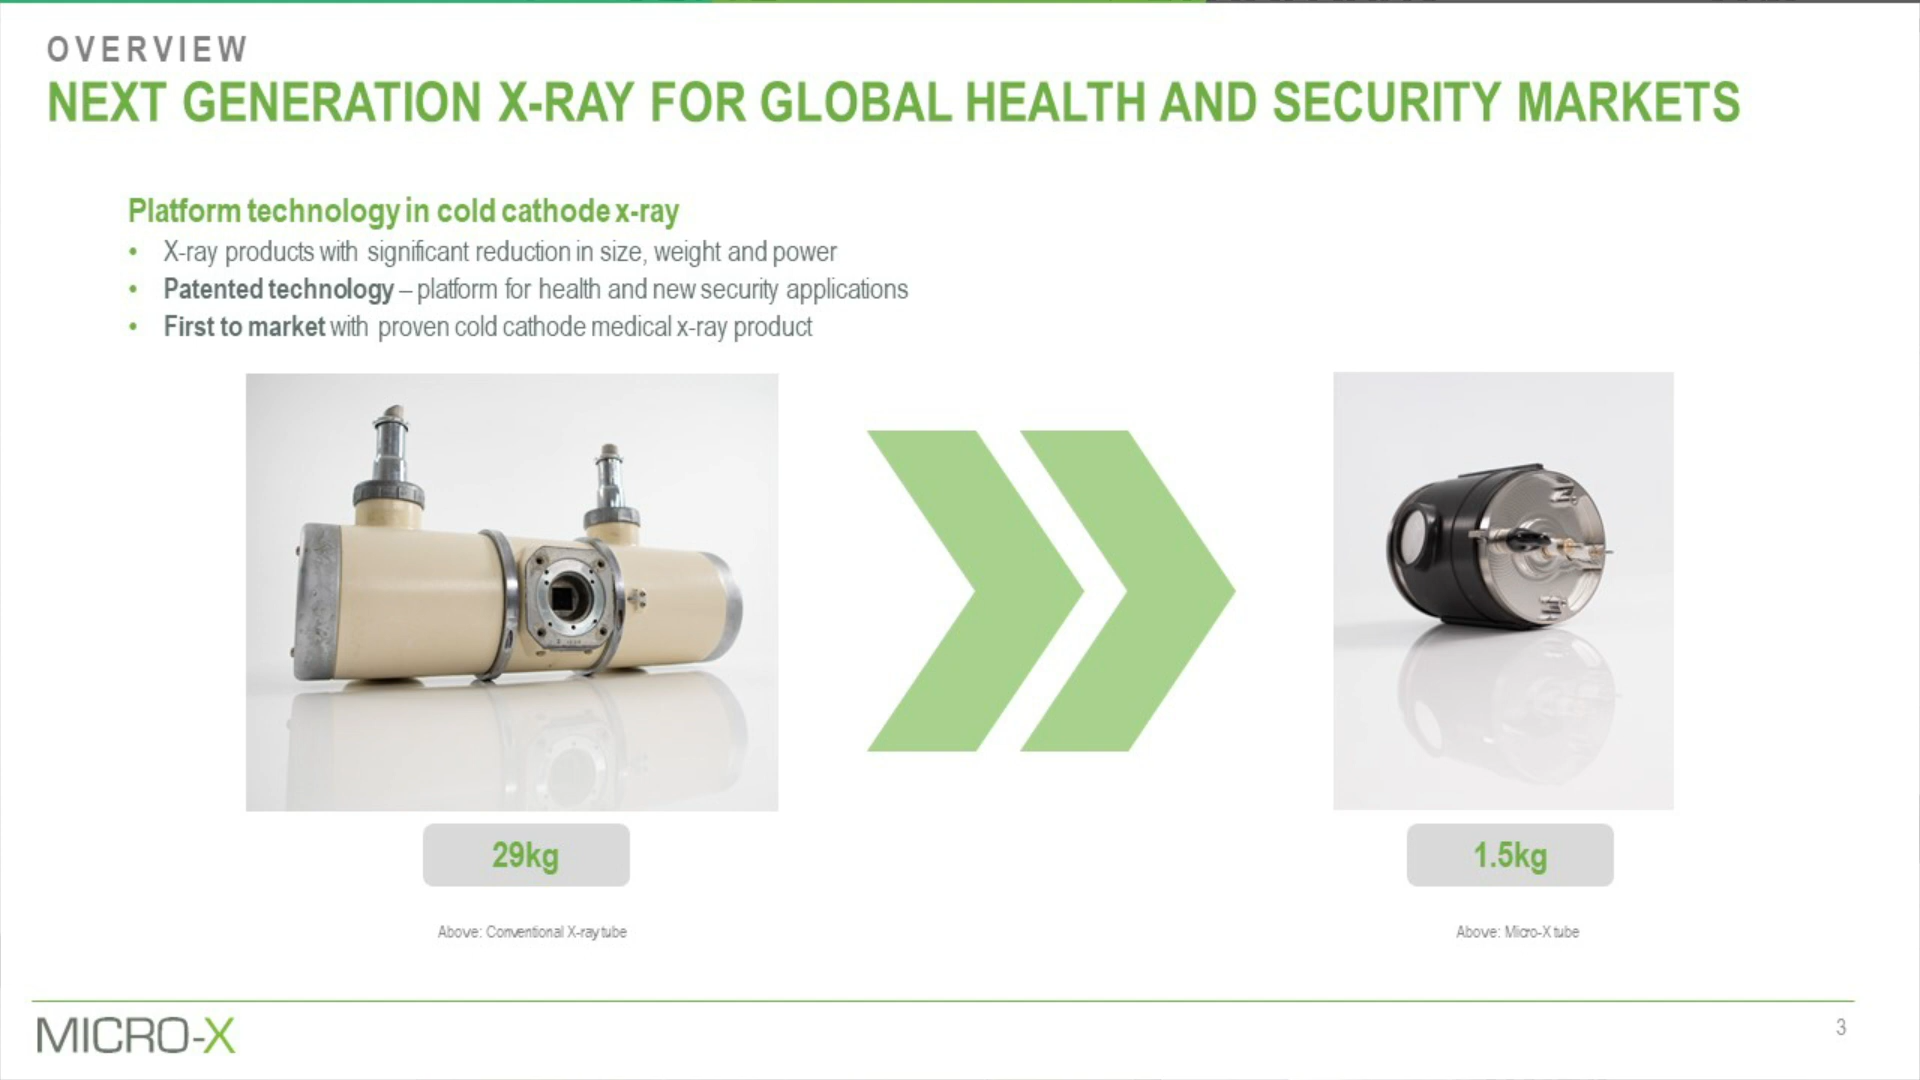 OVERVIEW
NEXT GENERATION X-RAY FOR GLOBAL HEALTH AND SECURITY MARKETS
Platform technology in cold cathode x-ray
• X-ray products with significant reduction in size, weight and power
• Patented technology – platform for health and new security applications
• First to market with proven cold cathode medical x-ray product
29kg
1.5kg
Above: Conventional X-ray tube
Above: Micro-X tube
MICRO-X
3